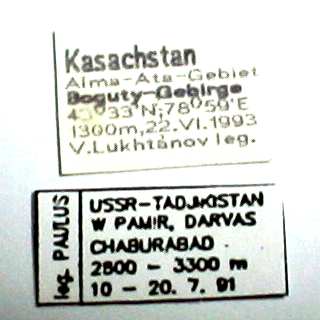 Kasachstan
Alma-Ata-Gebiet
Boguty-Gebirge
43°33'N;78°59'E
1300m,22.VI.1993
V.Lukhtánov leg.
leg. PAULUS
USSR-TADJIKISTAN
W PAMIR, DARVAS
CHABURABAD
2800 - 3300 m
10 - 20. 7. 91